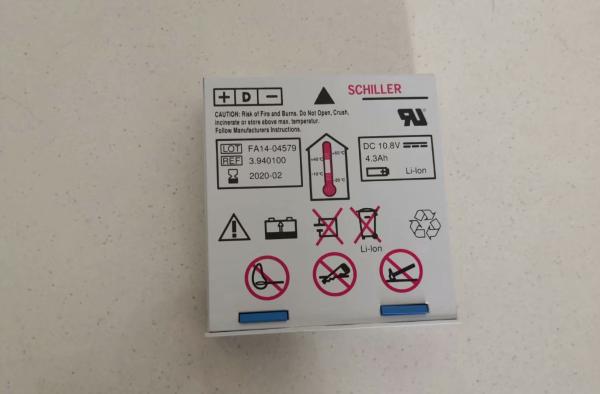 + D −
SCHILLER
CAUTION: Risk of Fire and Burns. Do Not Open, Crush,
incinerate or store above max. temperatur.
Follow Manufacturers Instructions.
LOT FA14-04579
REF 3.940100
2020-02
DC 10.8V
4.3Ah
Li-Ion
Li-Ion